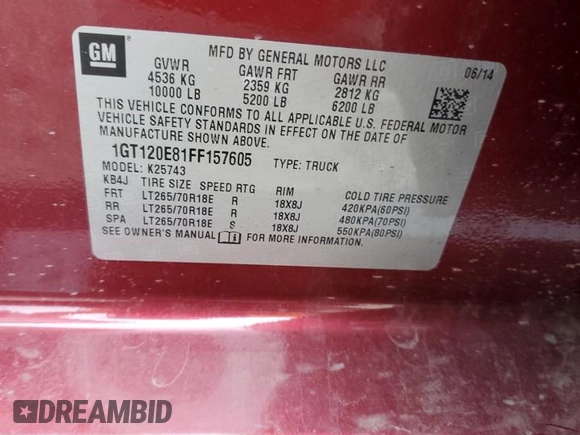 GM
MFD BY GENERAL MOTORS LLC
06/14
GVWR GAWR FRT GAWR RR
4536 KG 2359 KG 2812 KG
10000 LB 5200 LB 6200 LB
THIS VEHICLE CONFORMS TO ALL APPLICABLE U.S. FEDERAL MOTOR
VEHICLE SAFETY STANDARDS IN EFFECT ON THE DATE OF
MANUFACTURE SHOWN ABOVE.
1GT120E81FF157605 TYPE: TRUCK
MODEL: K25743
KB4J TIRE SIZE SPEED RTG RIM COLD TIRE PRESSURE
FRT LT265/70R18E R 18X8J 420KPA(60PSI)
RR LT265/70R18E R 18X8J 480KPA(70PSI)
SPA LT265/70R18E S 18X8J 550KPA(80PSI)
SEE OWNER'S MANUAL i FOR MORE INFORMATION.
DREAMBID